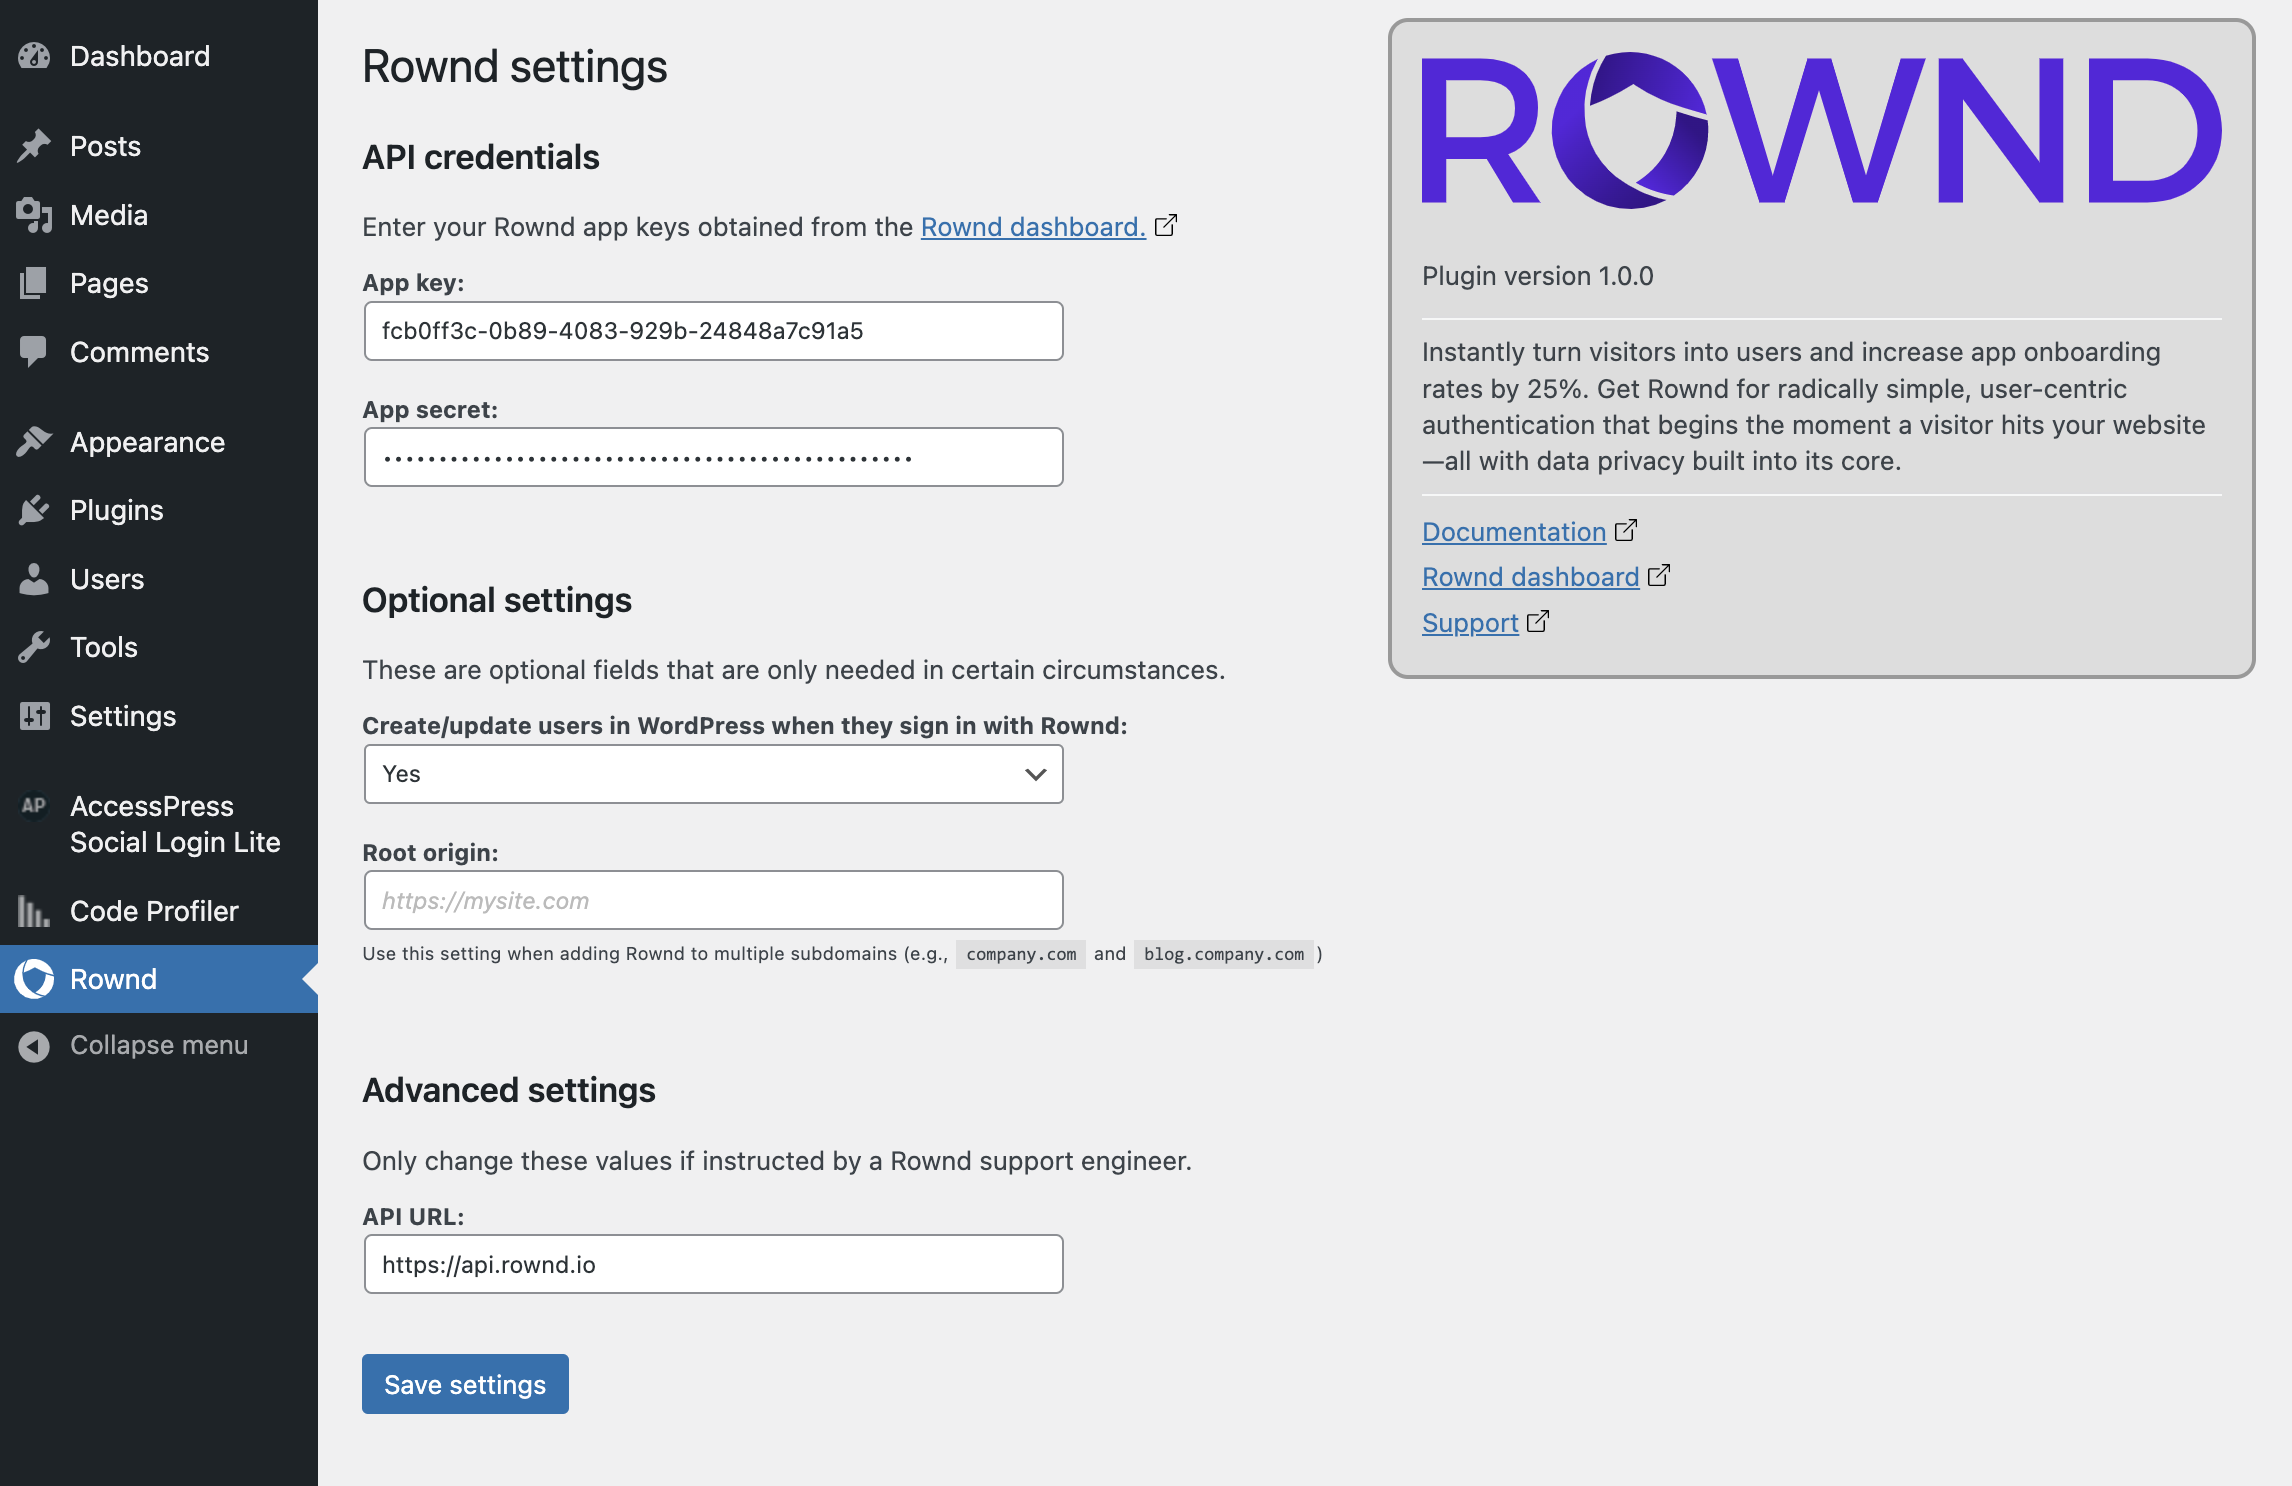 Dashboard
Posts
Media
Pages
Comments
Appearance
Plugins
Users
Tools
Settings
AP
AccessPress
Social Login Lite
Code Profiler
Rownd
Collapse menu
Rownd settings
API credentials
Enter your Rownd app keys obtained from the Rownd dashboard.
App key:
fcb0ff3c-0b89-4083-929b-24848a7c91a5
App secret:
Optional settings
These are optional fields that are only needed in certain circumstances.
Create/update users in WordPress when they sign in with Rownd:
Yes
Root origin:
https://mysite.com
Use this setting when adding Rownd to multiple subdomains (e.g., company.com and blog.company.com )
Advanced settings
Only change these values if instructed by a Rownd support engineer.
API URL:
https://api.rownd.io
Save settings
ROWND
Plugin version 1.0.0
Instantly turn visitors into users and increase app onboarding
rates by 25%. Get Rownd for radically simple, user-centric
authentication that begins the moment a visitor hits your website
—all with data privacy built into its core.
Documentation
Rownd dashboard
Support